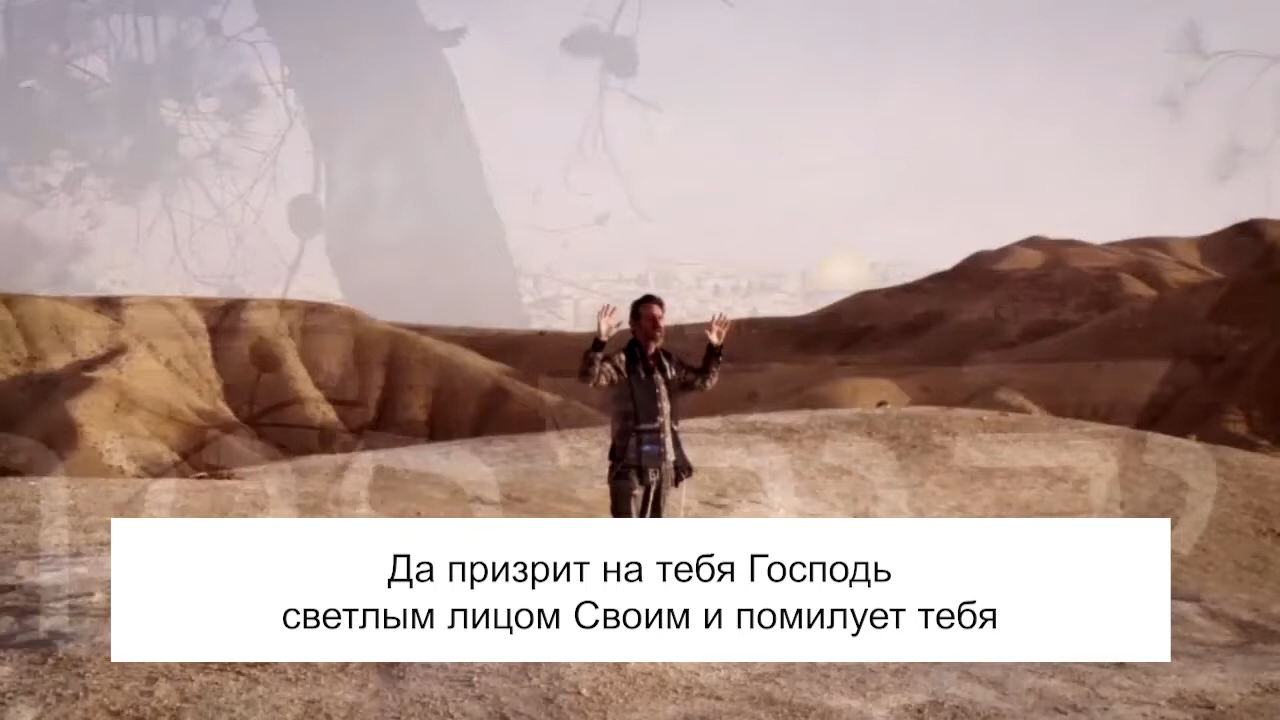 Да призрит на тебя Господь
светлым лицом Своим и помилует тебя